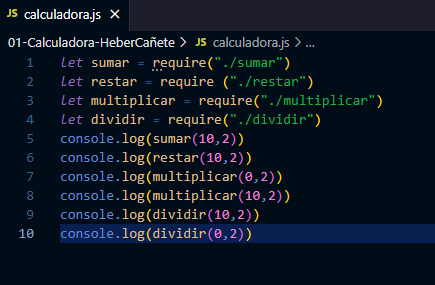 JS calculadora.js ×
01-Calculadora-HeberCañete > JS calculadora.js > ...
1 let sumar = require("./sumar")
2 let restar = require ("./restar")
3 let multiplicar = require("./multiplicar")
4 let dividir = require("./dividir")
5 console.log(sumar(10,2))
6 console.log(restar(10,2))
7 console.log(multiplicar(0,2))
8 console.log(multiplicar(10,2))
9 console.log(dividir(10,2))
10 console.log(dividir(0,2))